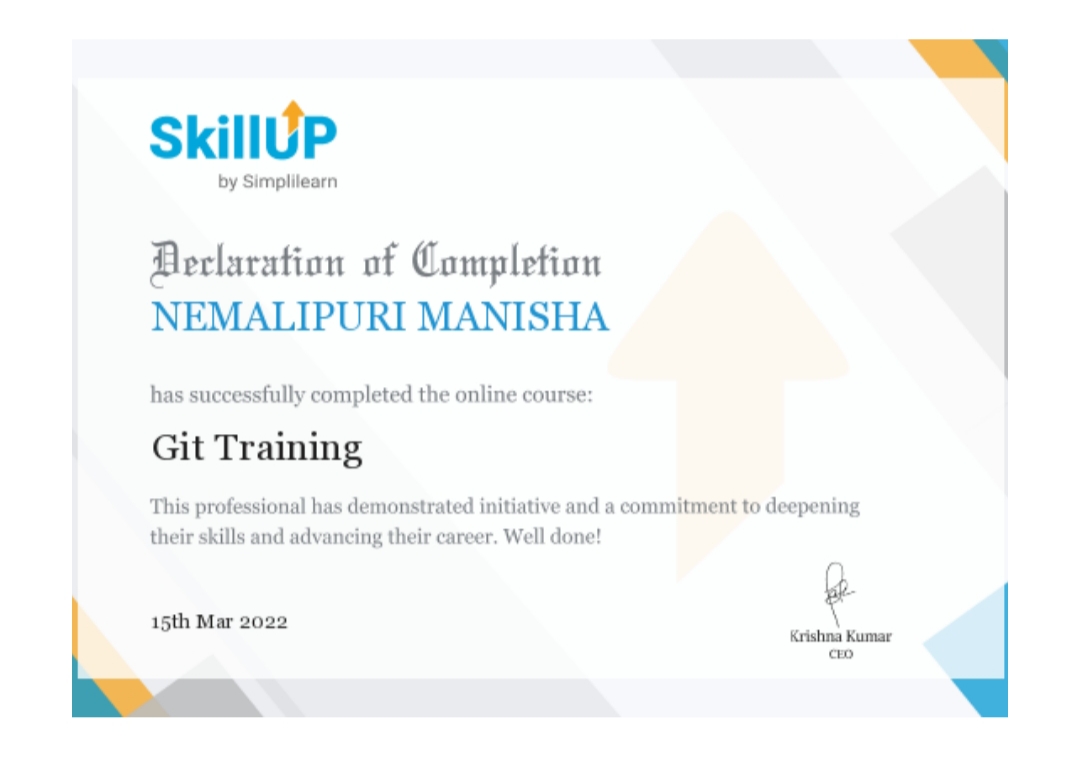 SkillUP
by Simplilearn
Declaration of Completion
NEMALIPURI MANISHA
has successfully completed the online course:
Git Training
This professional has demonstrated initiative and a commitment to deepening
their skills and advancing their career. Well done!
15th Mar 2022
Krishna Kumar
CEO